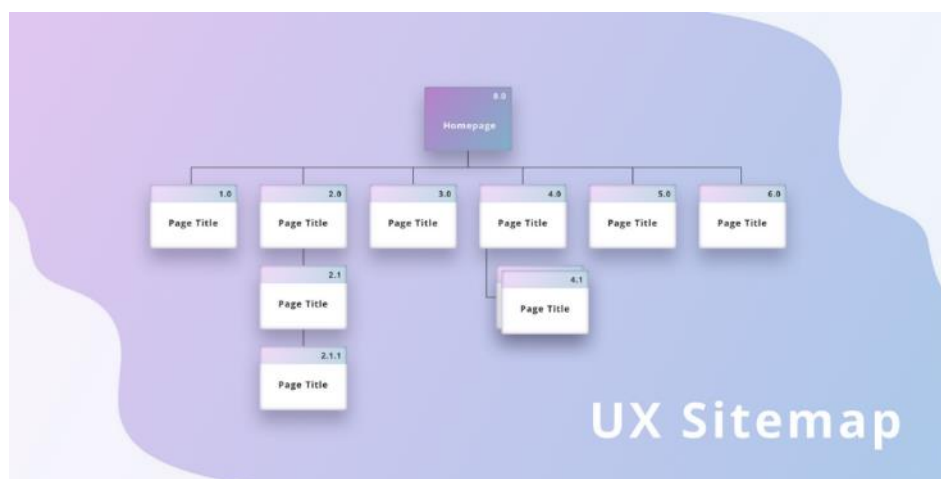 0.0
Homepage
1.0
Page Title
2.0
Page Title
3.0
Page Title
4.0
Page Title
5.0
Page Title
6.0
Page Title
2.1
Page Title
4.1
Page Title
2.1.1
Page Title
UX Sitemap